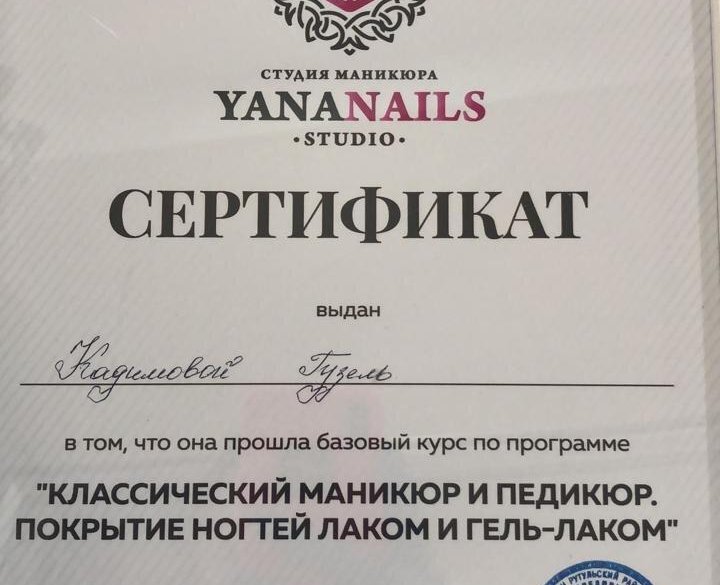 СТУДИЯ МАНИКЮРА
YANANAILS
•STUDIO•
СЕРТИФИКАТ
выдан
Кадимовой Гузель
в том, что она прошла базовый курс по программе
"КЛАССИЧЕСКИЙ МАНИКЮР И ПЕДИКЮР.
ПОКРЫТИЕ НОГТЕЙ ЛАКОМ И ГЕЛЬ-ЛАКОМ"
РУТУЛЬСКИЙ